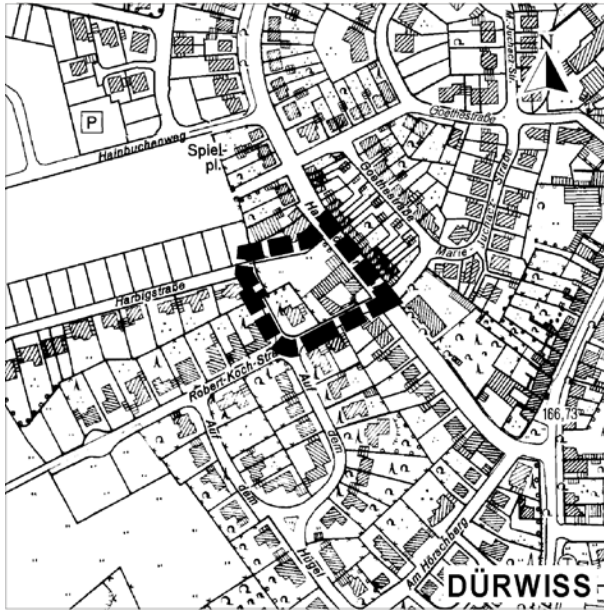 N
P
Hainbuchenweg
Spiel-
pl.
Goethestraße
Goethestraße
Marie-
Straße
Harbigstraße
Robert-Koch-Str.
Auf
dem
Auf
dem
Hügel
Am Hörschberg
166,73
DÜRWISS